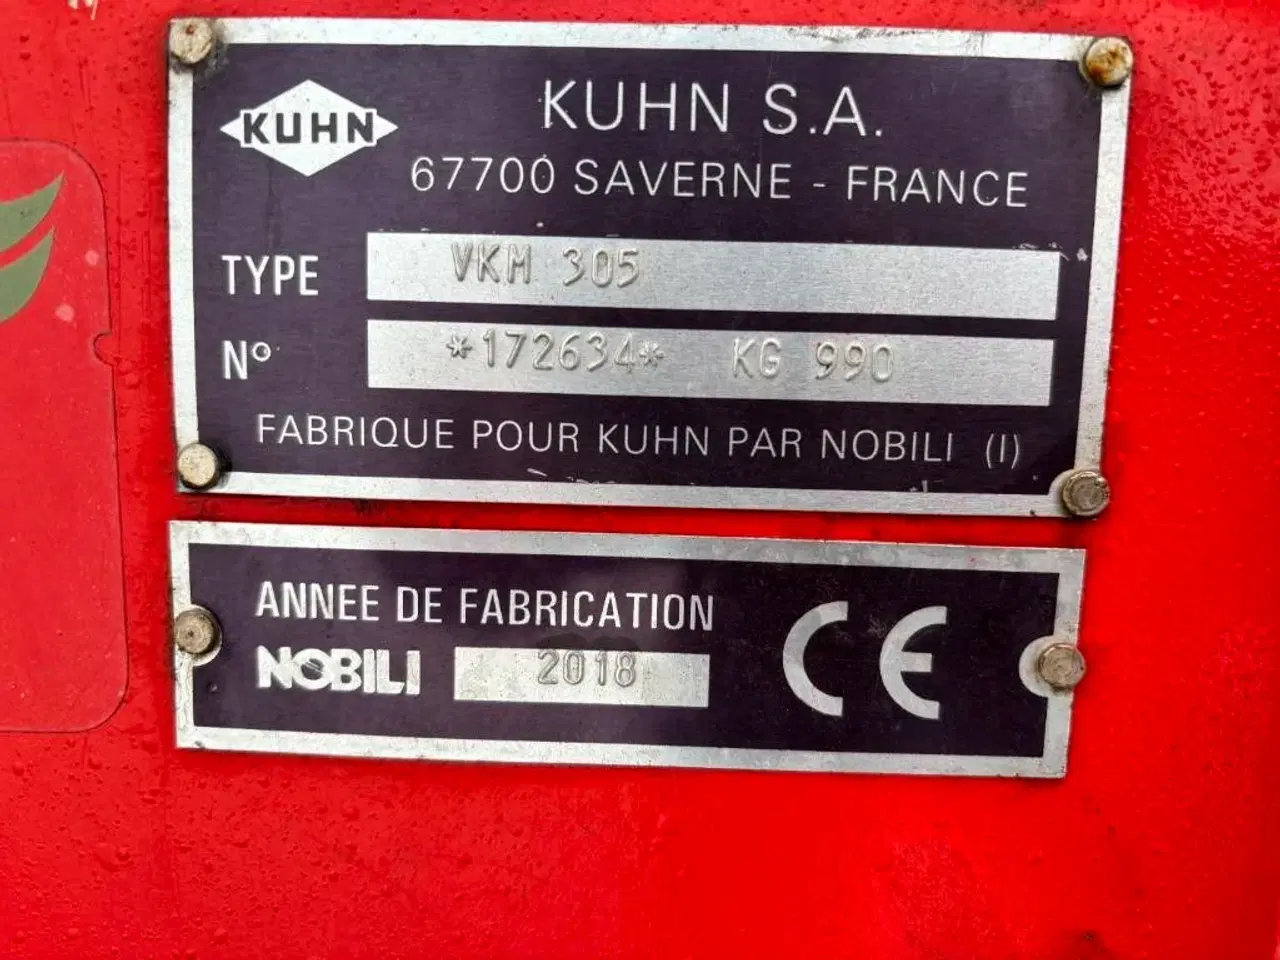 KUHN
KUHN S.A.
67700 SAVERNE - FRANCE
TYPE VKM 305
N° *172634* KG 990
FABRIQUE POUR KUHN PAR NOBILI (I)
ANNEE DE FABRICATION
NOBILI 2018
CE